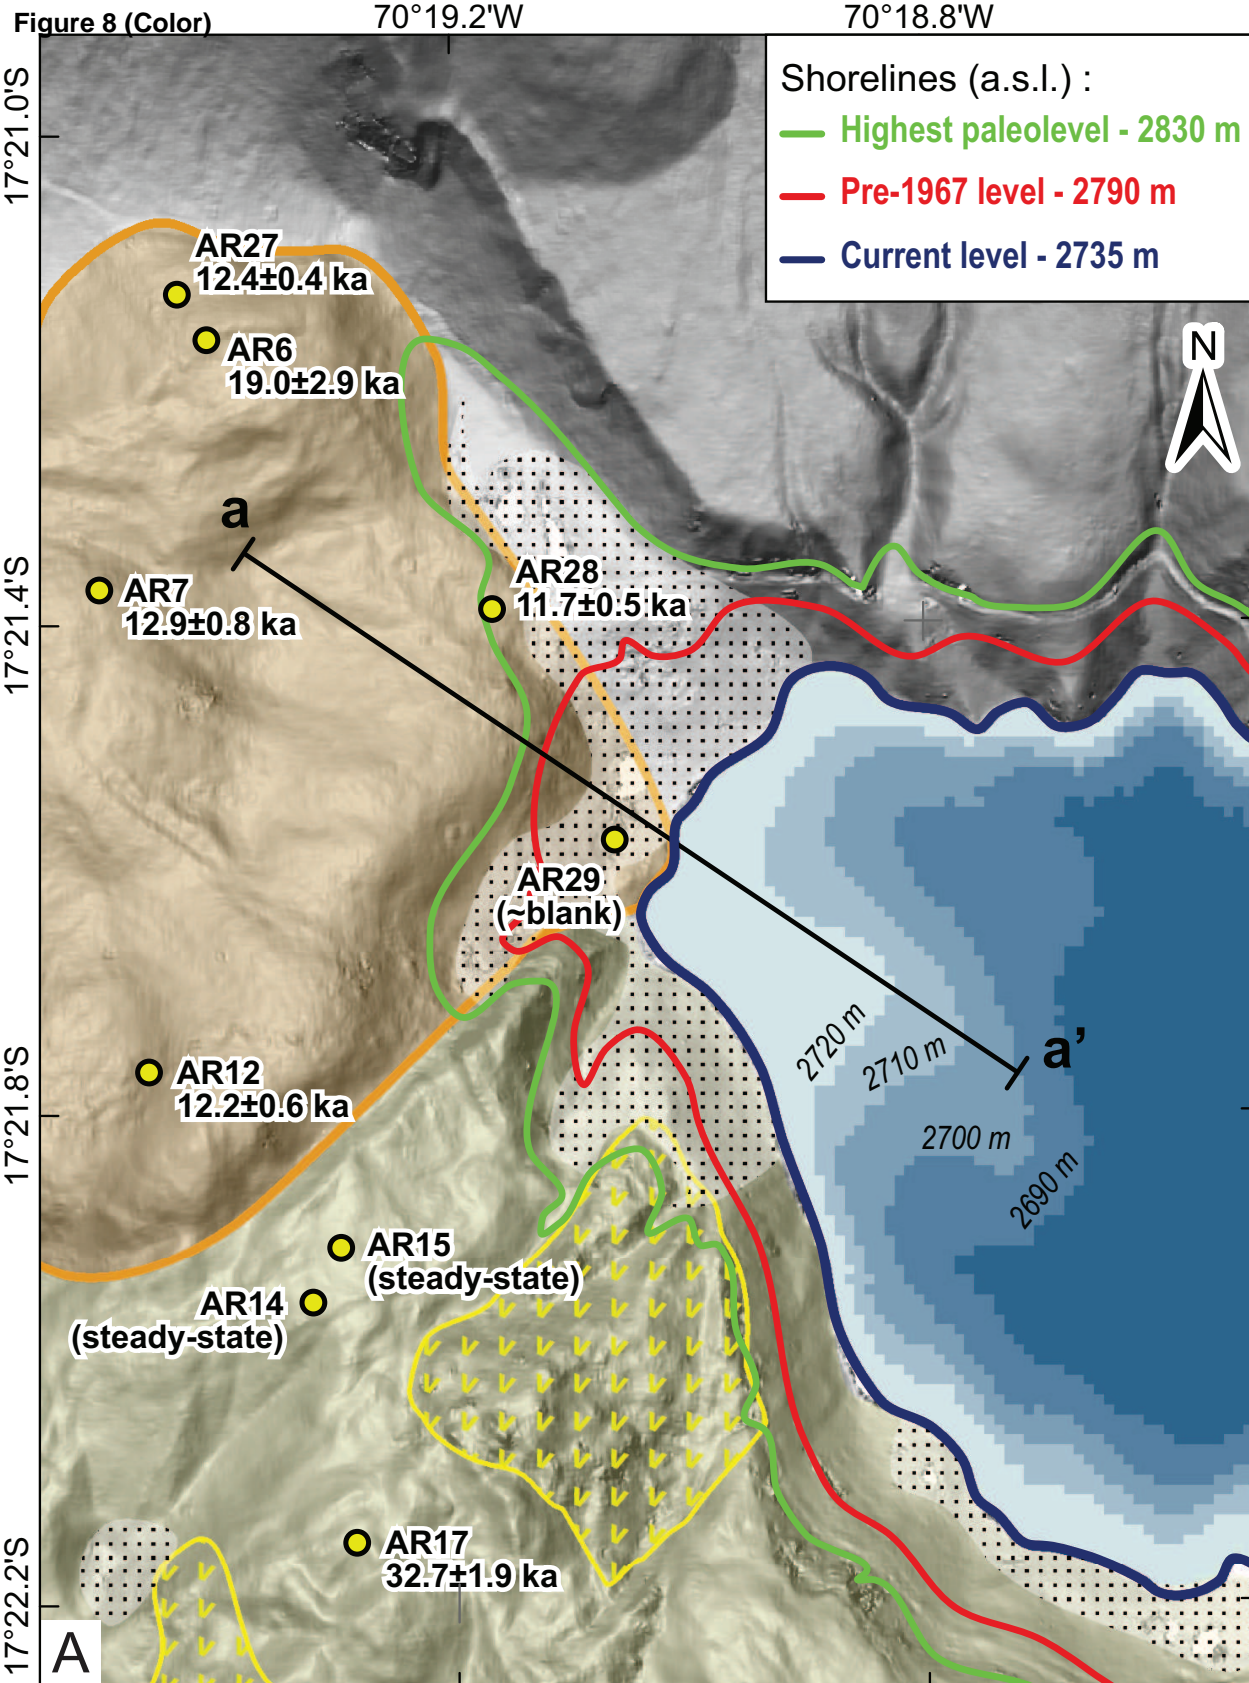 Figure 8 (Color)
70°19.2'W
70°18.8'W
17°21.0'S
Shorelines (a.s.l.) :
Highest paleolevel - 2830 m
Pre-1967 level - 2790 m
Current level - 2735 m
AR27
12.4±0.4 ka
N
AR6
19.0±2.9 ka
a
17°21.4'S
AR28
11.7±0.5 ka
AR7
12.9±0.8 ka
AR29
(~blank)
2720 m
2710 m
a’
2700 m
2690 m
17°21.8'S
AR12
12.2±0.6 ka
AR15
(steady-state)
AR14
(steady-state)
AR17
32.7±1.9 ka
17°22.2'S
A